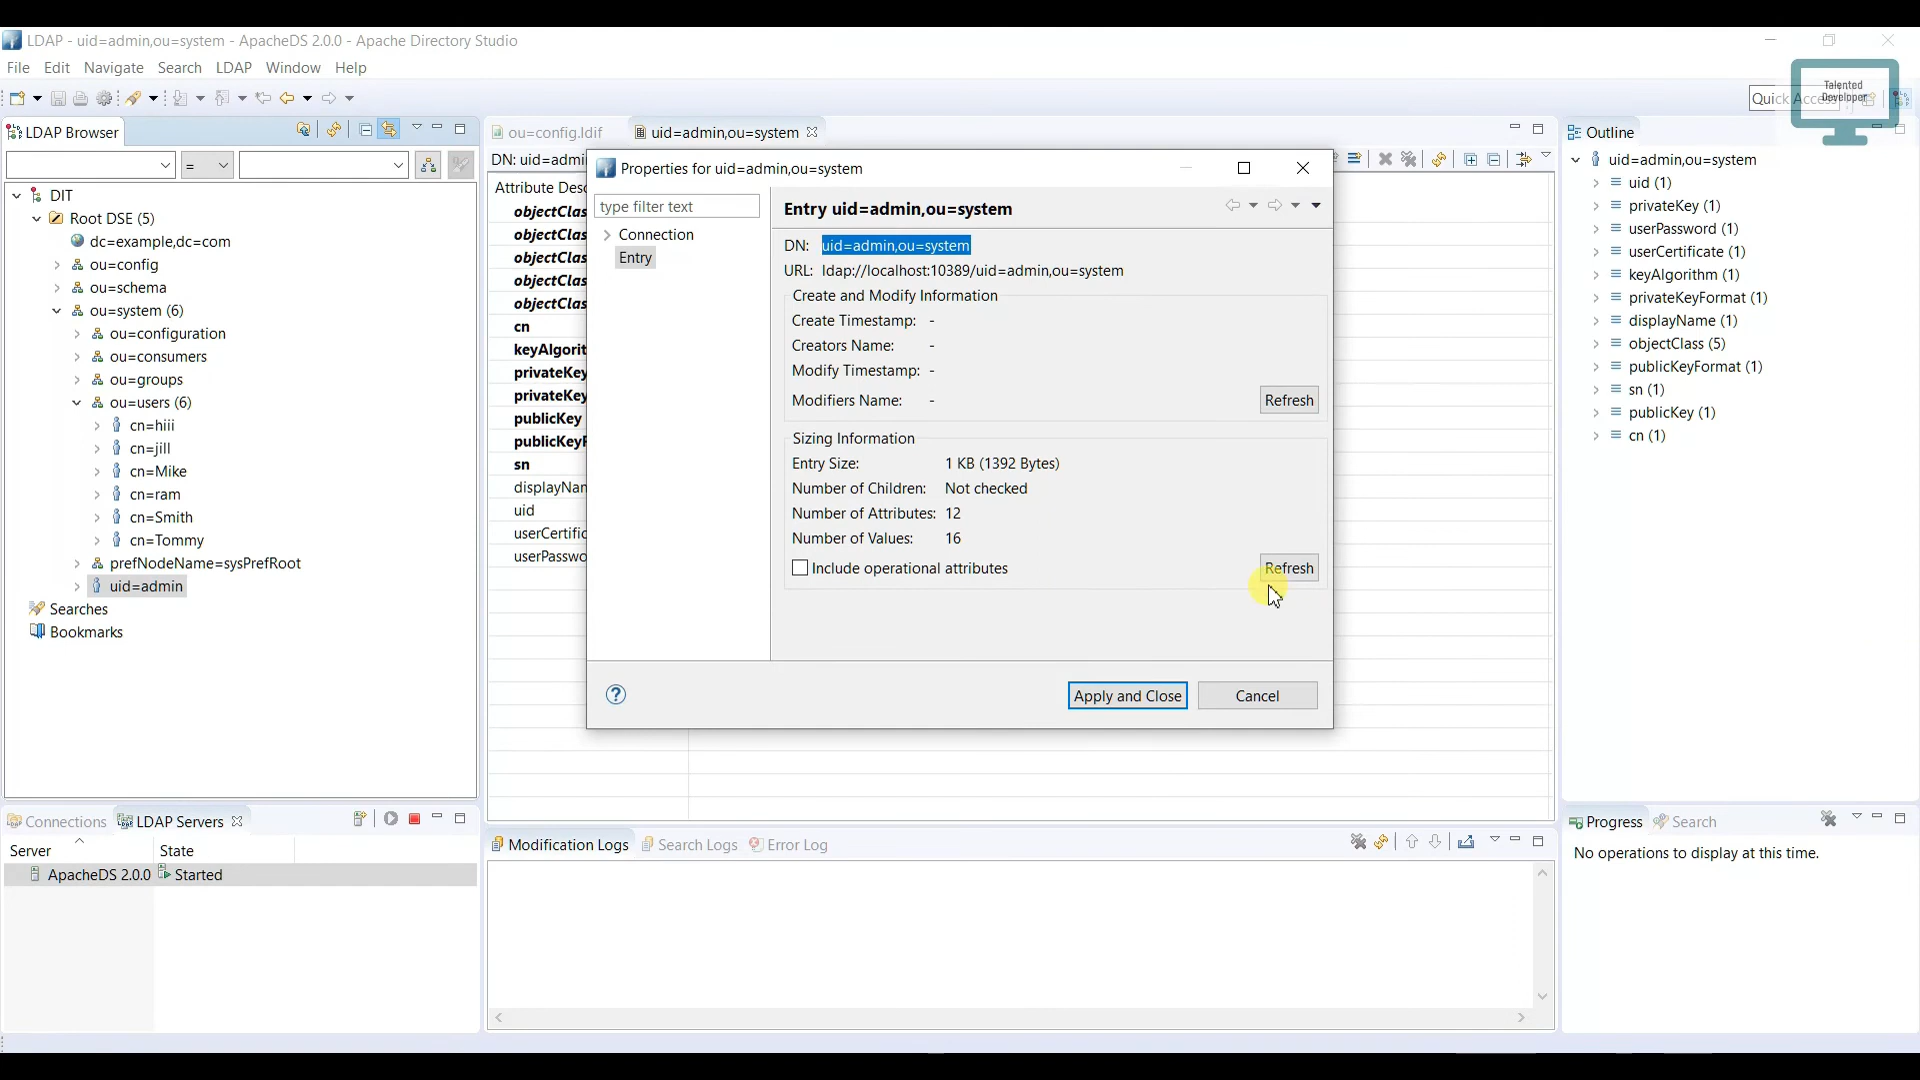 LDAP - uid=admin,ou=system - ApacheDS 2.0.0 - Apache Directory Studio
File Edit Navigate Search LDAP Window Help
Quick Access
Talented
Developer
LDAP Browser
=
DIT
Root DSE (5)
dc=example,dc=com
ou=config
ou=schema
ou=system (6)
ou=configuration
ou=consumers
ou=groups
ou=users (6)
cn=hiii
cn=jill
cn=Mike
cn=ram
cn=Smith
cn=Tommy
prefNodeName=sysPrefRoot
uid=admin
Searches
Bookmarks
Connections LDAP Servers
Server State
ApacheDS 2.0.0 Started
ou=config.ldif uid=admin,ou=system
DN: uid=admi
Attribute Desc
objectClas
objectClas
objectClas
objectClas
objectClas
cn
keyAlgorit
privateKey
privateKey
publicKey
publicKeyF
sn
displayNan
uid
userCertific
userPasswo
Properties for uid=admin,ou=system
type filter text
Connection
Entry
Entry uid=admin,ou=system
DN: uid=admin,ou=system
URL: ldap://localhost:10389/uid=admin,ou=system
Create and Modify Information
Create Timestamp: -
Creators Name: -
Modify Timestamp: -
Modifiers Name: - Refresh
Sizing Information
Entry Size: 1 KB (1392 Bytes)
Number of Children: Not checked
Number of Attributes: 12
Number of Values: 16
Include operational attributes Refresh
? Apply and Close Cancel
Modification Logs Search Logs Error Log
Outline
uid=admin,ou=system
uid (1)
privateKey (1)
userPassword (1)
userCertificate (1)
keyAlgorithm (1)
privateKeyFormat (1)
displayName (1)
objectClass (5)
publicKeyFormat (1)
sn (1)
publicKey (1)
cn (1)
Progress Search
No operations to display at this time.